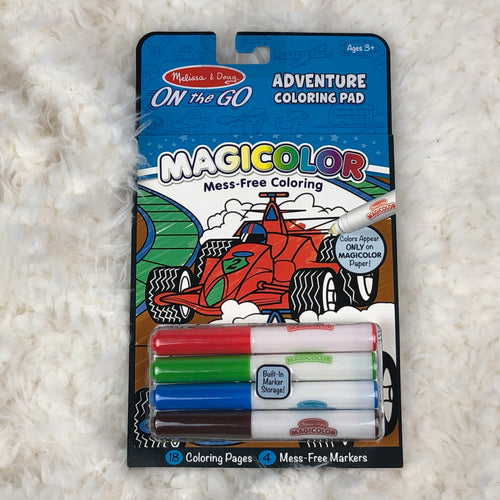 Ages 3+
Melissa & Doug
ON the GO
ADVENTURE
COLORING PAD
MAGICOLOR
Mess-Free Coloring
Colors Appear
ONLY on
MAGICOLOR
Paper!
MAGICOLOR
Built-In
Marker
Storage!
MAGICOLOR
18 Coloring Pages 4 Mess-Free Markers